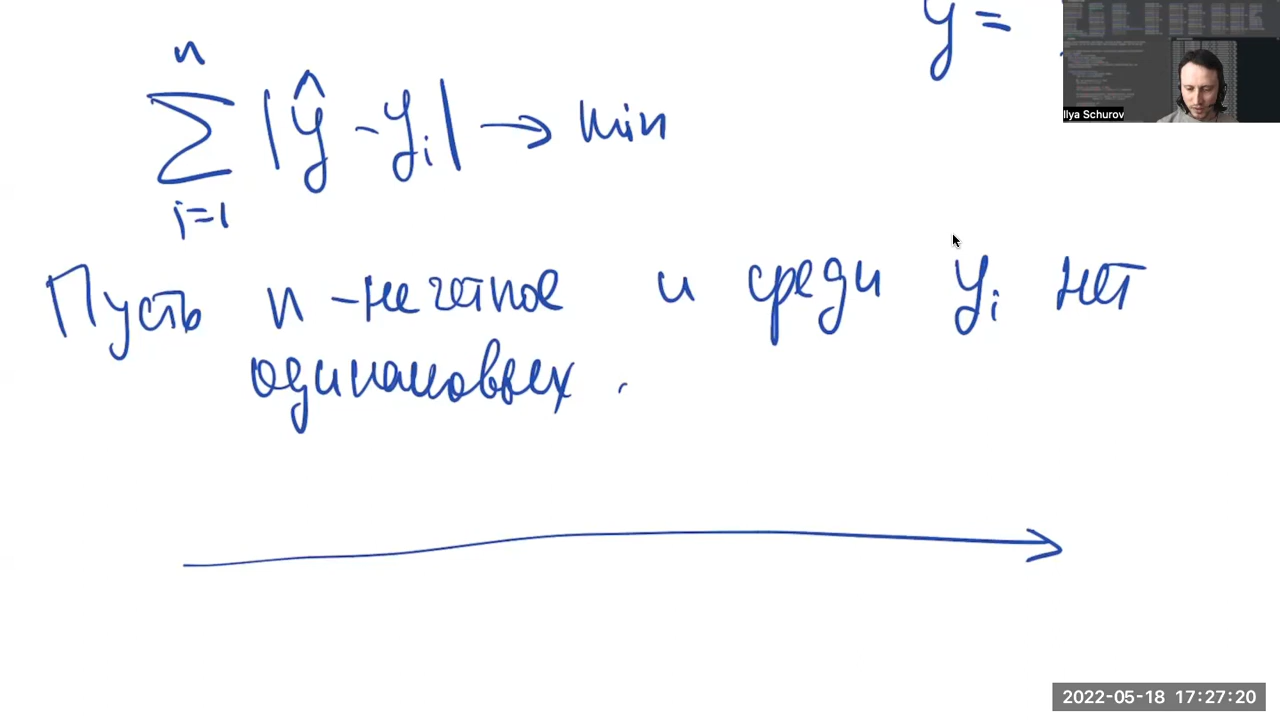 y =
n
∑ |ŷ - yᵢ| → min
i=1
Пусть n - нечетное и среди yᵢ нет
одинаковых.
Ilya Schurov
2022-05-18 17:27:20